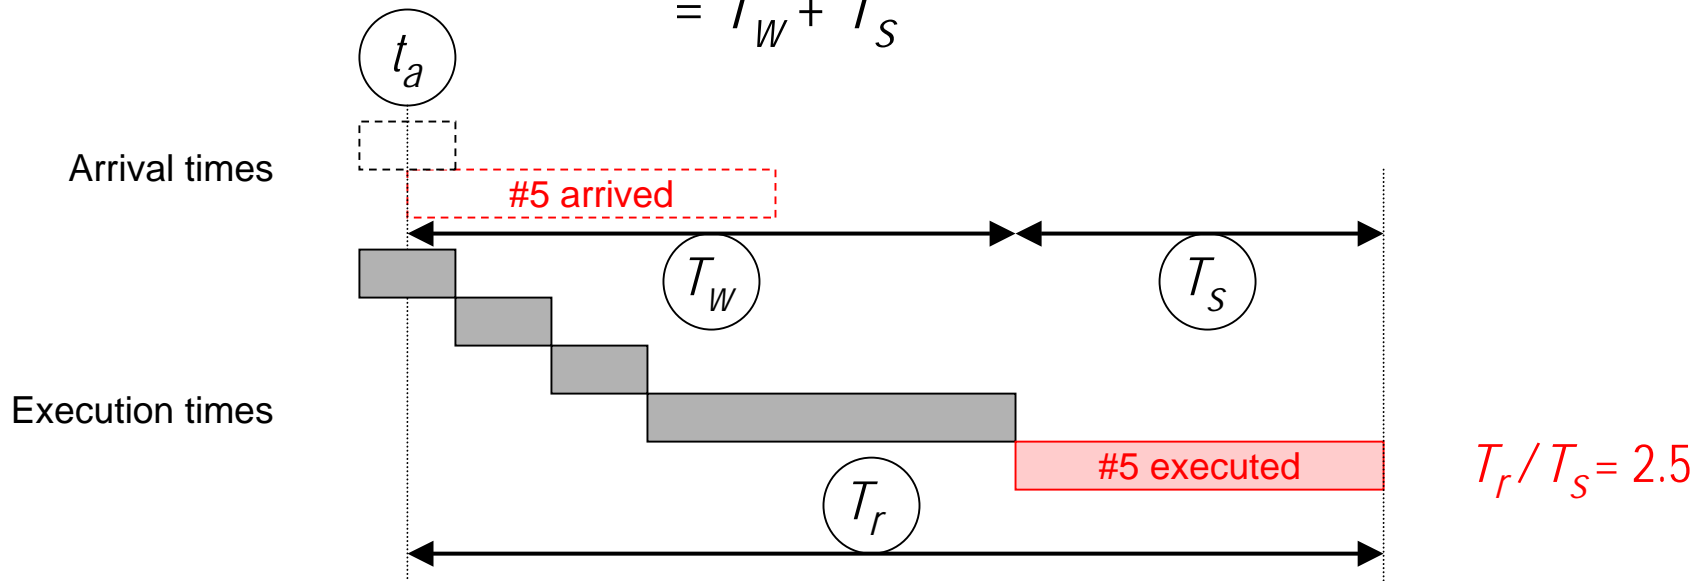 = T_W + T_S
t_a
Arrival times
#5 arrived
T_W
T_S
Execution times
#5 executed
T_r / T_S = 2.5
T_r